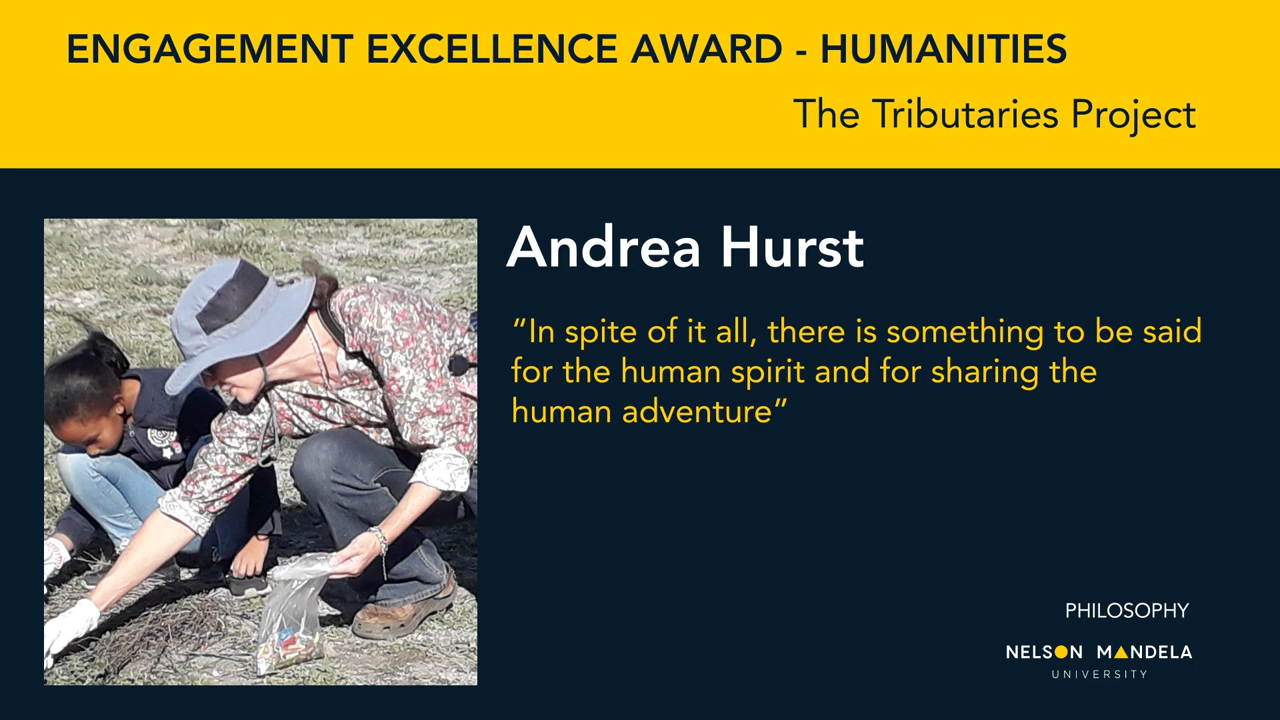 ENGAGEMENT EXCELLENCE AWARD - HUMANITIES
The Tributaries Project
Andrea Hurst
“In spite of it all, there is something to be said
for the human spirit and for sharing the
human adventure”
PHILOSOPHY
NELSON MANDELA
UNIVERSITY